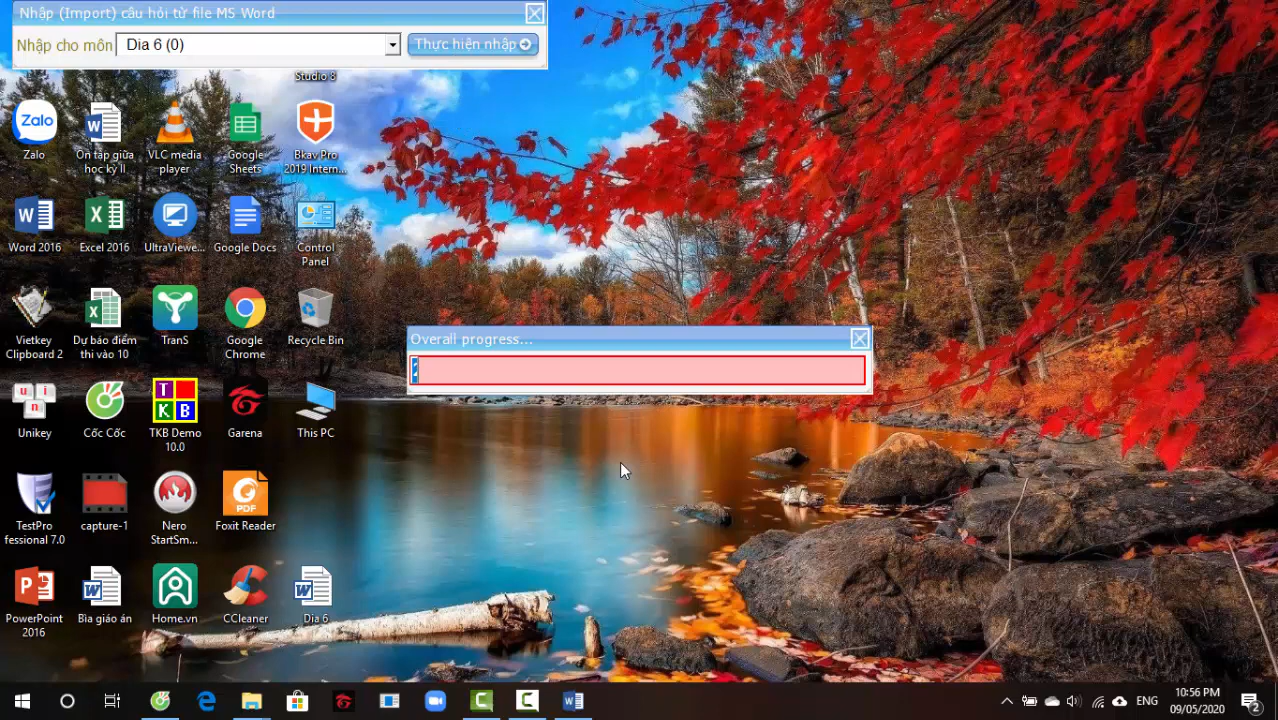 Nhập (Import) câu hỏi từ file MS Word
Nhập cho môn
Dia 6 (0)
Thực hiện nhập
Studio 8
Zalo
Zalo
Ôn tập giữa
học kỳ II
VLC media
player
Google
Sheets
Bkav Pro
2019 Intern...
Word 2016
Excel 2016
UltraViewe...
Google Docs
Control
Panel
Vietkey
Clipboard 2
Dự báo điểm
thi vào 10
TranS
Google
Chrome
Recycle Bin
Overall progress...
2
u i
n
Unikey
Cốc Cốc
T
K B
TKB Demo
10.0
Garena
This PC
TestPro
fessional 7.0
capture-1
Nero
StartSm...
PDF
Foxit Reader
PowerPoint
2016
Bìa giáo án
Home.vn
CCleaner
Dia 6
ENG
10:56 PM
09/05/2020
2